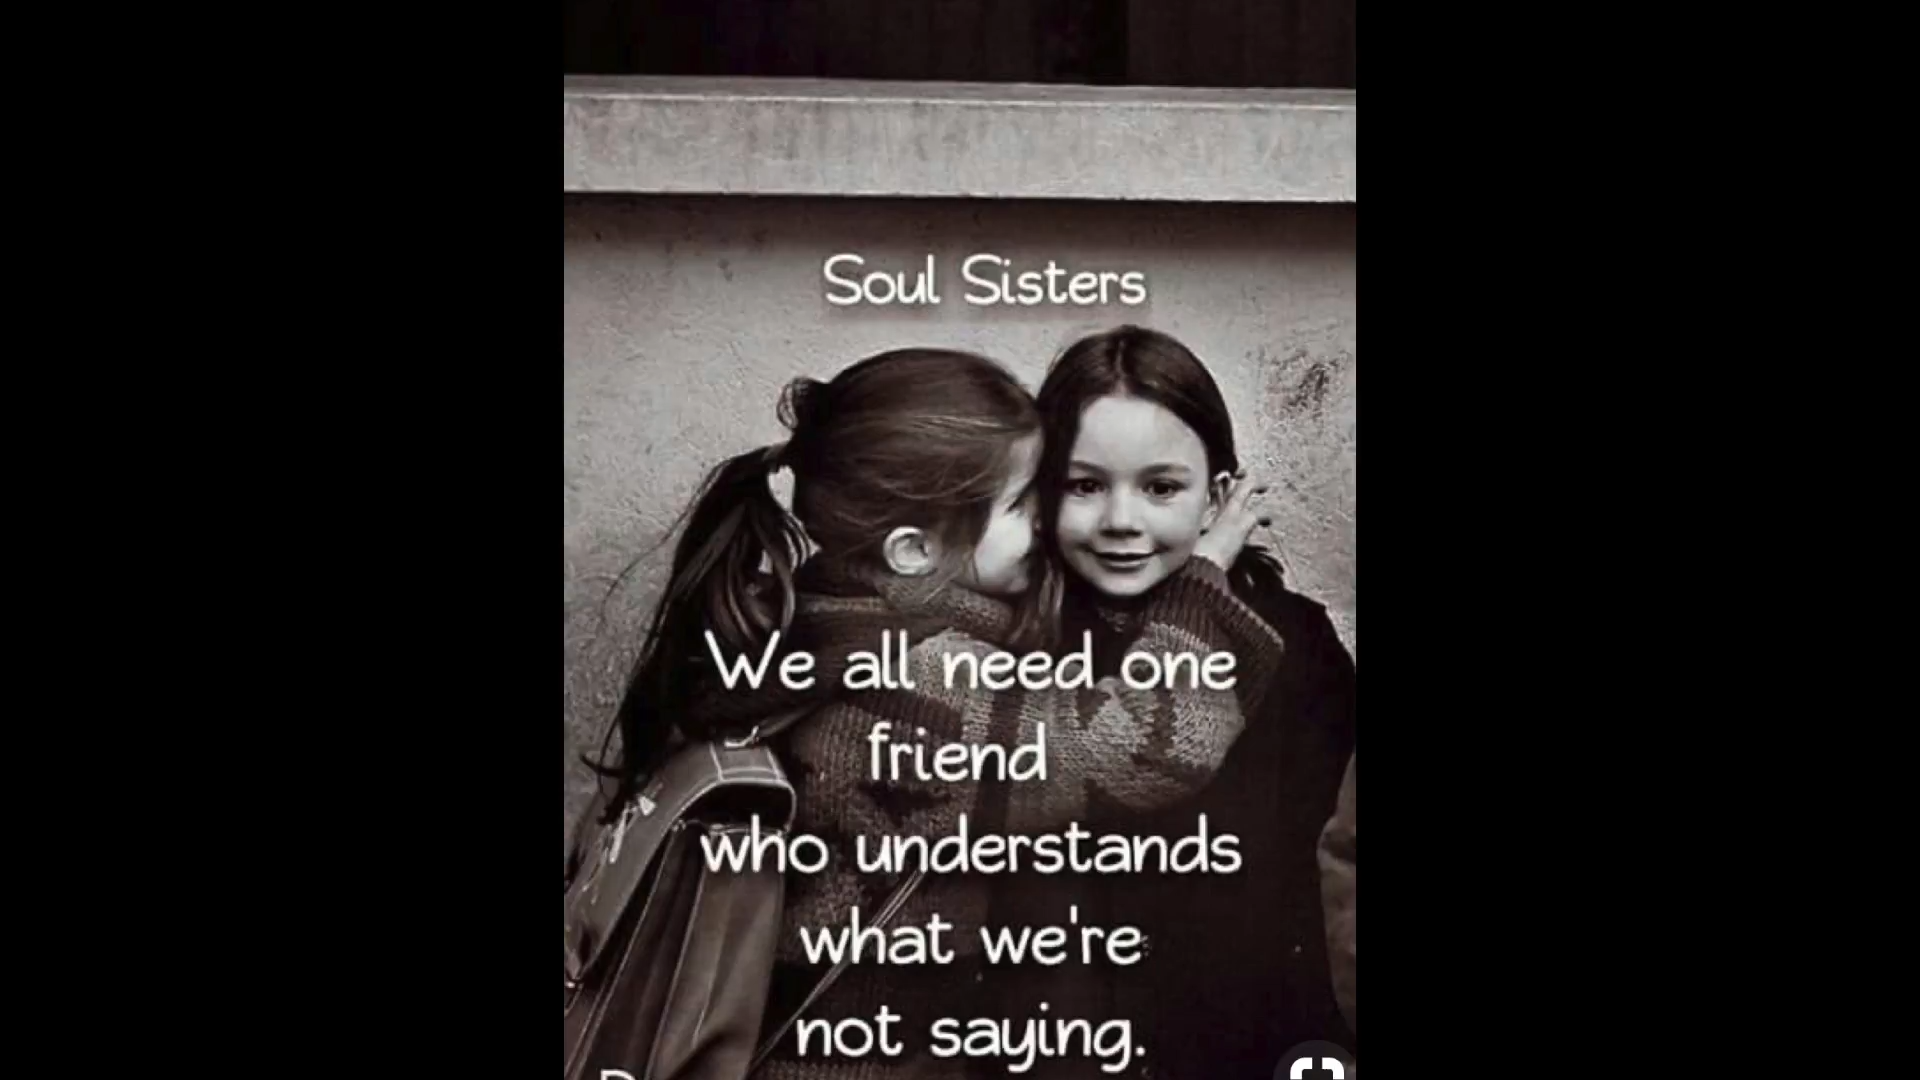 Soul Sisters
We all need one
friend
who understands
what we're
not saying.